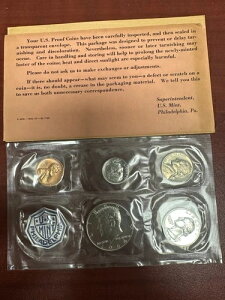 Your U.S. Proof Coins have been carefully inspected, and then sealed in
a transparent envelope. This package was designed to prevent or delay tar-
nishing and discoloration. Nevertheless, sooner or later tarnishing may
occur. Care in handling and storing will help to prolong the newly-minted
luster of the coins; heat and direct sunlight are especially harmful.
Please do not ask us to make exchanges or adjustments.
If there should appear—what may seem to you—a defect or scratch on a
coin—it is, no doubt, a crease in the packaging material. We tell you this
to save us both unnecessary correspondence.
Superintendent,
U.S. Mint,
Philadelphia, Pa.